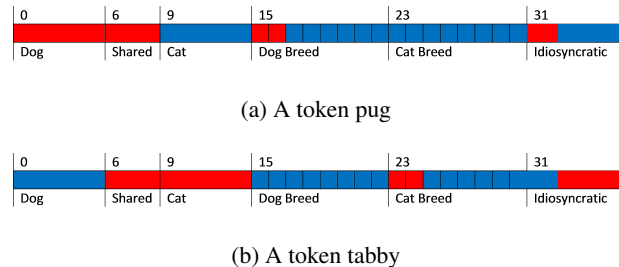 0 6 9 15 23 31
Dog Shared Cat Dog Breed Cat Breed Idiosyncratic
(a) A token pug
0 6 9 15 23 31
Dog Shared Cat Dog Breed Cat Breed Idiosyncratic
(b) A token tabby